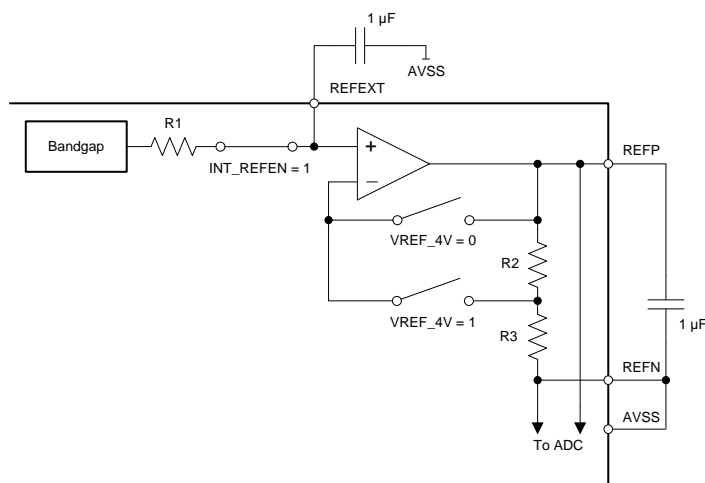 1 µF
AVSS
REFEXT
R1
Bandgap
INT_REFEN = 1
+
−
REFP
VREF_4V = 0
R2
VREF_4V = 1
R3
1 µF
REFN
AVSS
To ADC